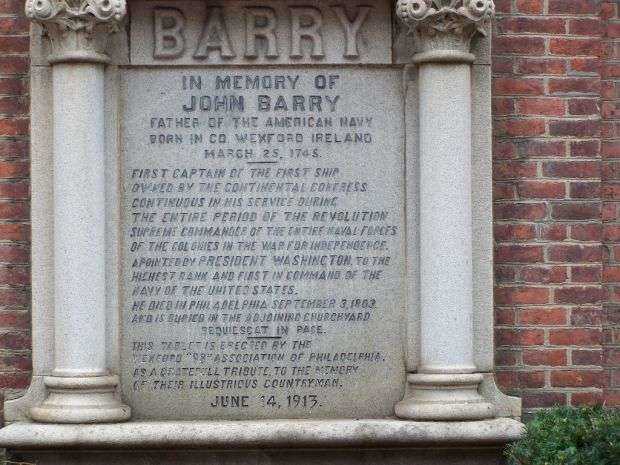 BARRY
IN MEMORY OF
JOHN BARRY
FATHER OF THE AMERICAN NAVY
BORN IN CO. WEXFORD IRELAND
MARCH 25, 1745.
FIRST CAPTAIN OF THE FIRST SHIP
OWNED BY THE CONTINENTAL CONGRESS
CONTINUOUS IN HIS SERVICE DURING
THE ENTIRE PERIOD OF THE REVOLUTION
SUPREME COMMANDER OF THE ENTIRE NAVAL FORCES
OF THE COLONIES IN THE WAR FOR INDEPENDENCE.
APOINTED BY PRESIDENT WASHINGTON, TO THE
HIGHEST RANK AND FIRST IN COMMAND OF THE
NAVY OF THE UNITED STATES.
HE DIED IN PHILADELPHIA SEPTEMBER 3, 1803
AND IS BURIED IN THE ADJOINING CHURCHYARD
REQUIESCAT IN PACE.
THIS TABLET IS ERECTED BY THE
WEXFORD "98" ASSOCIATION OF PHILADELPHIA.
AS A GRATEFULL TRIBUTE, TO THE MEMORY
OF THEIR ILLUSTRIOUS COUNTRYMAN.
JUNE 14, 1913.